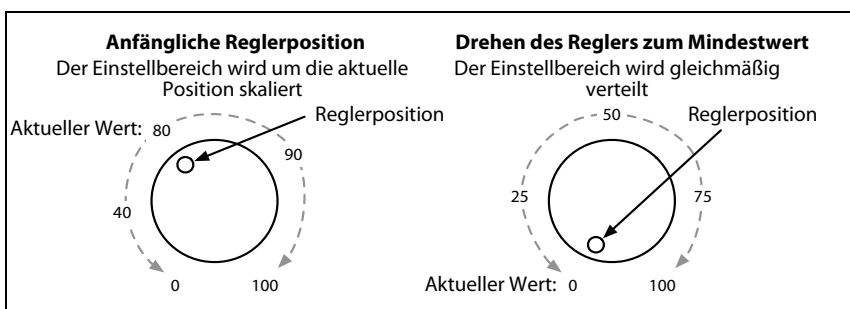 Anfängliche Reglerposition
Der Einstellbereich wird um die aktuelle
Position skaliert
Reglerposition
Aktueller Wert: 80
90
40
0
100
Drehen des Reglers zum Mindestwert
Der Einstellbereich wird gleichmäßig
verteilt
50
Reglerposition
25
75
Aktueller Wert: 0
100